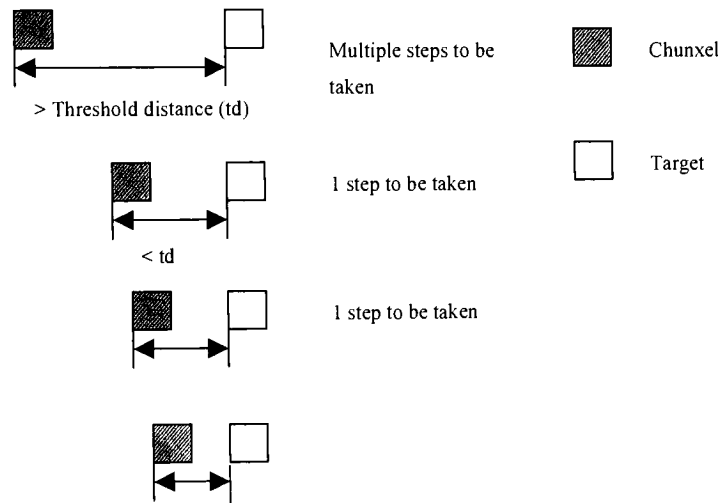 Multiple steps to be
taken
Chunxel
> Threshold distance (td)
1 step to be taken
Target
< td
1 step to be taken